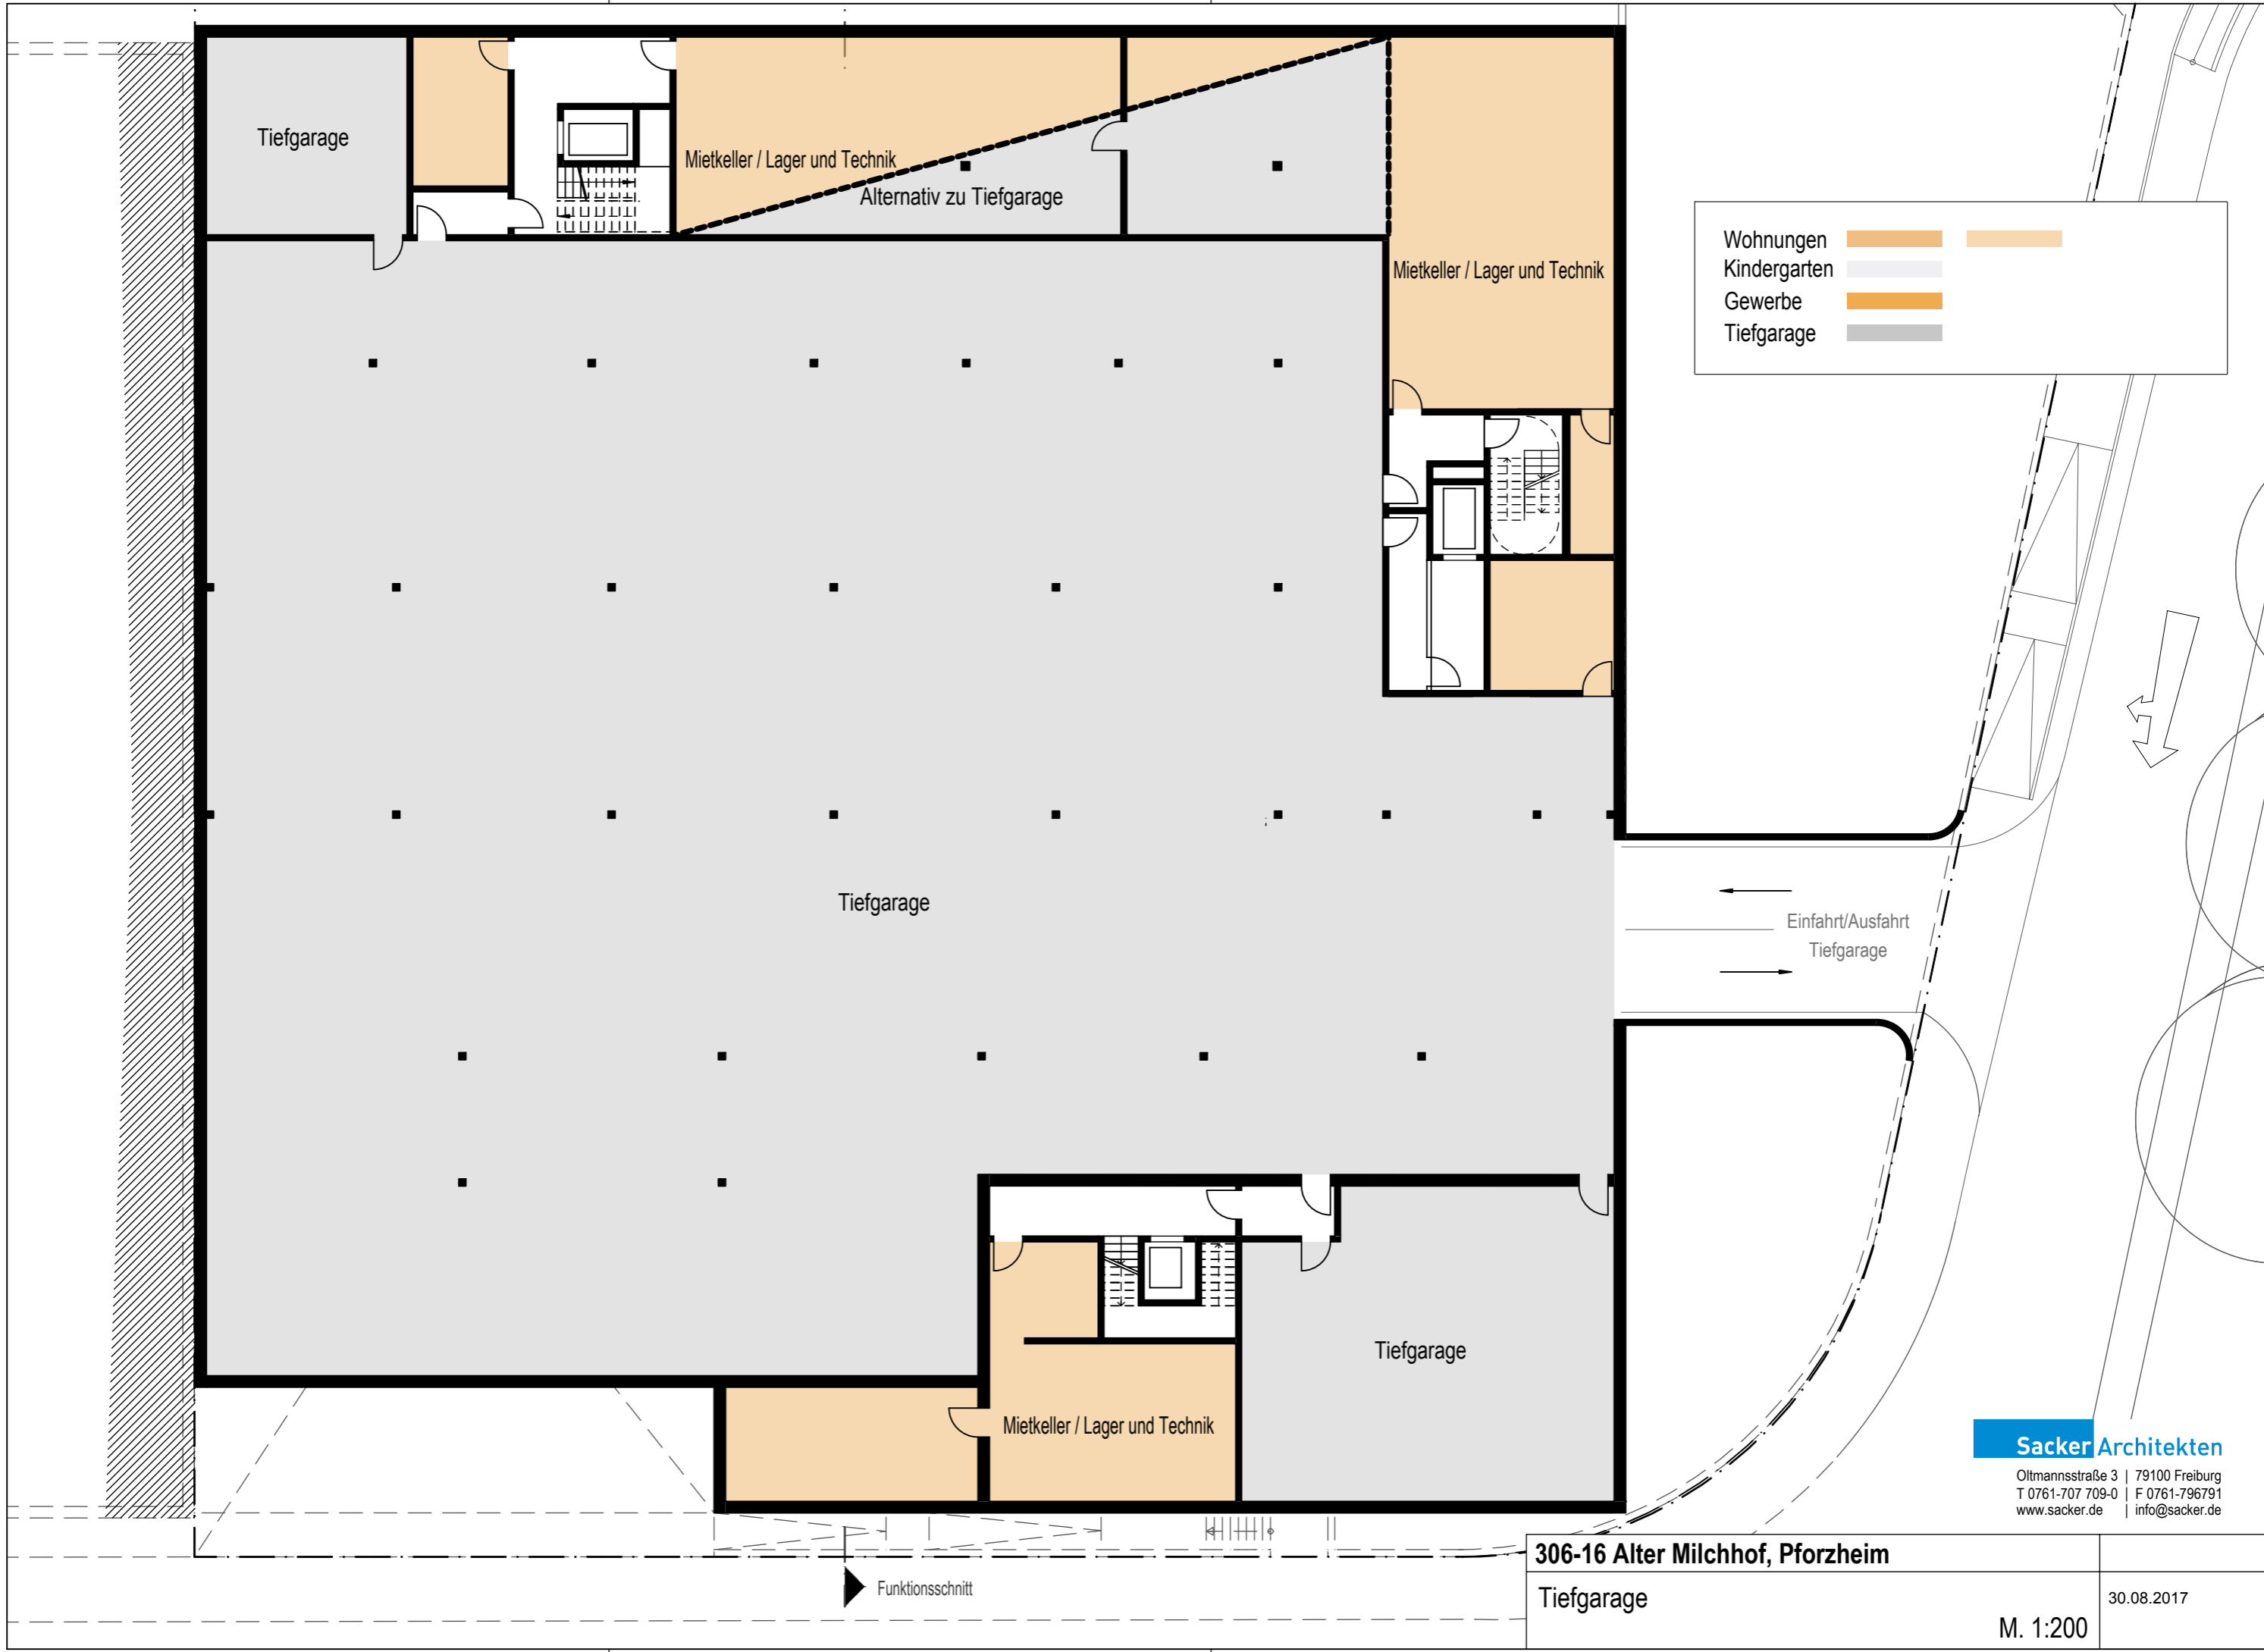 Tiefgarage
Mietkeller / Lager und Technik
Alternativ zu Tiefgarage
Mietkeller / Lager und Technik
Wohnungen
Kindergarten
Gewerbe
Tiefgarage
Tiefgarage
Einfahrt/Ausfahrt
Tiefgarage
Tiefgarage
Mietkeller / Lager und Technik
Funktionsschnitt
Sacker Architekten
Oltmannsstraße 3 | 79100 Freiburg
T 0761-707 709-0 | F 0761-796791
www.sacker.de | info@sacker.de
306-16 Alter Milchhof, Pforzheim
Tiefgarage
M. 1:200
30.08.2017